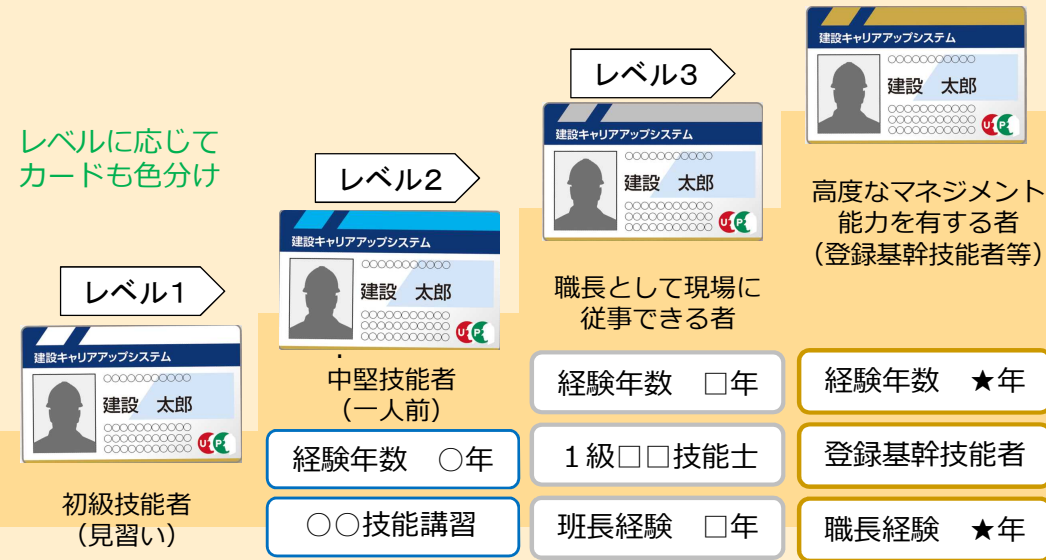 レベルに応じて
カードも色分け
レベル1
建設キャリアアップシステム
○○○○○○○○○○○
建設 太郎
○○○○○○○○○○
○○○○○○○○○○
○○○○○○○○○○
初級技能者
（見習い）
レベル2
建設キャリアアップシステム
○○○○○○○○○○○
建設 太郎
○○○○○○○○○○
○○○○○○○○○○
○○○○○○○○○○
中堅技能者
（一人前）
経験年数 ○年
○○技能講習
レベル3
建設キャリアアップシステム
○○○○○○○○○○○
建設 太郎
○○○○○○○○○○
○○○○○○○○○○
○○○○○○○○○○
職長として現場に
従事できる者
経験年数 □年
１級□□技能士
班長経験 □年
建設キャリアアップシステム
○○○○○○○○○○○
建設 太郎
○○○○○○○○○○
○○○○○○○○○○
○○○○○○○○○○
高度なマネジメント
能力を有する者
（登録基幹技能者等）
経験年数 ★年
登録基幹技能者
職長経験 ★年